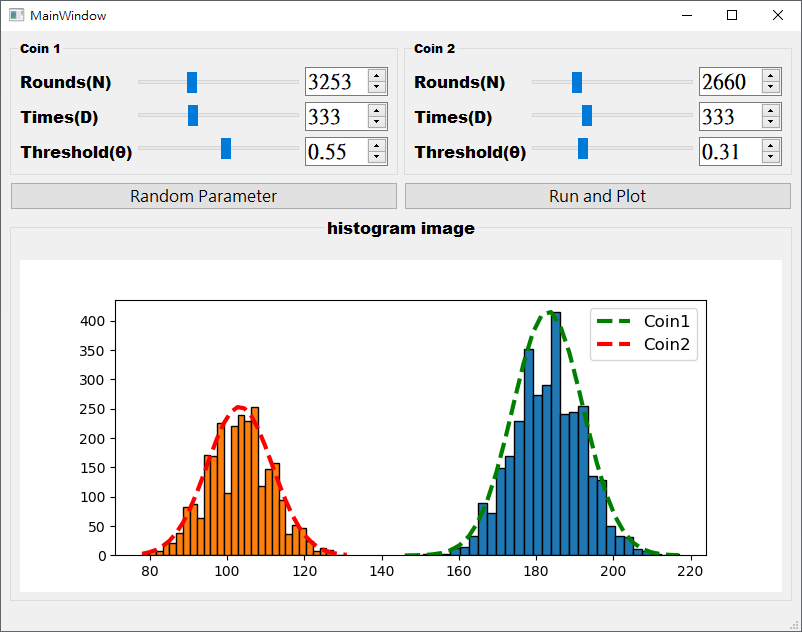 MainWindow
Coin 1
Rounds(N) 3253
Times(D) 333
Threshold(θ) 0.55
Coin 2
Rounds(N) 2660
Times(D) 333
Threshold(θ) 0.31
Random Parameter
Run and Plot
histogram image
Coin1
Coin2
400
350
300
250
200
150
100
50
0
80 100 120 140 160 180 200 220